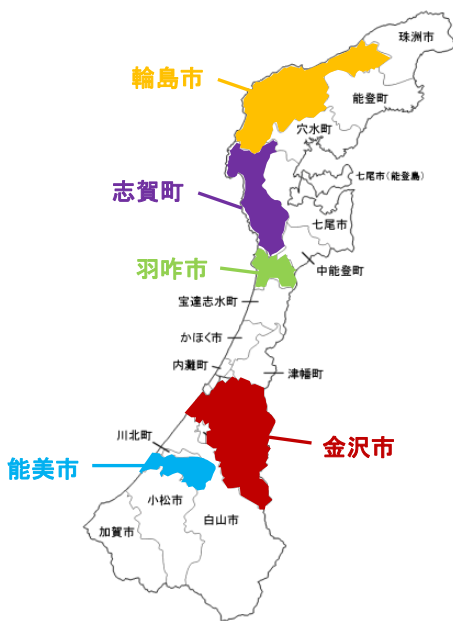 珠洲市
輪島市
能登町
穴水町
七尾市(能登島)
志賀町
七尾市
羽咋市
中能登町
宝達志水町
かほく市
内灘町
津幡町
川北町
金沢市
能美市
小松市
白山市
加賀市